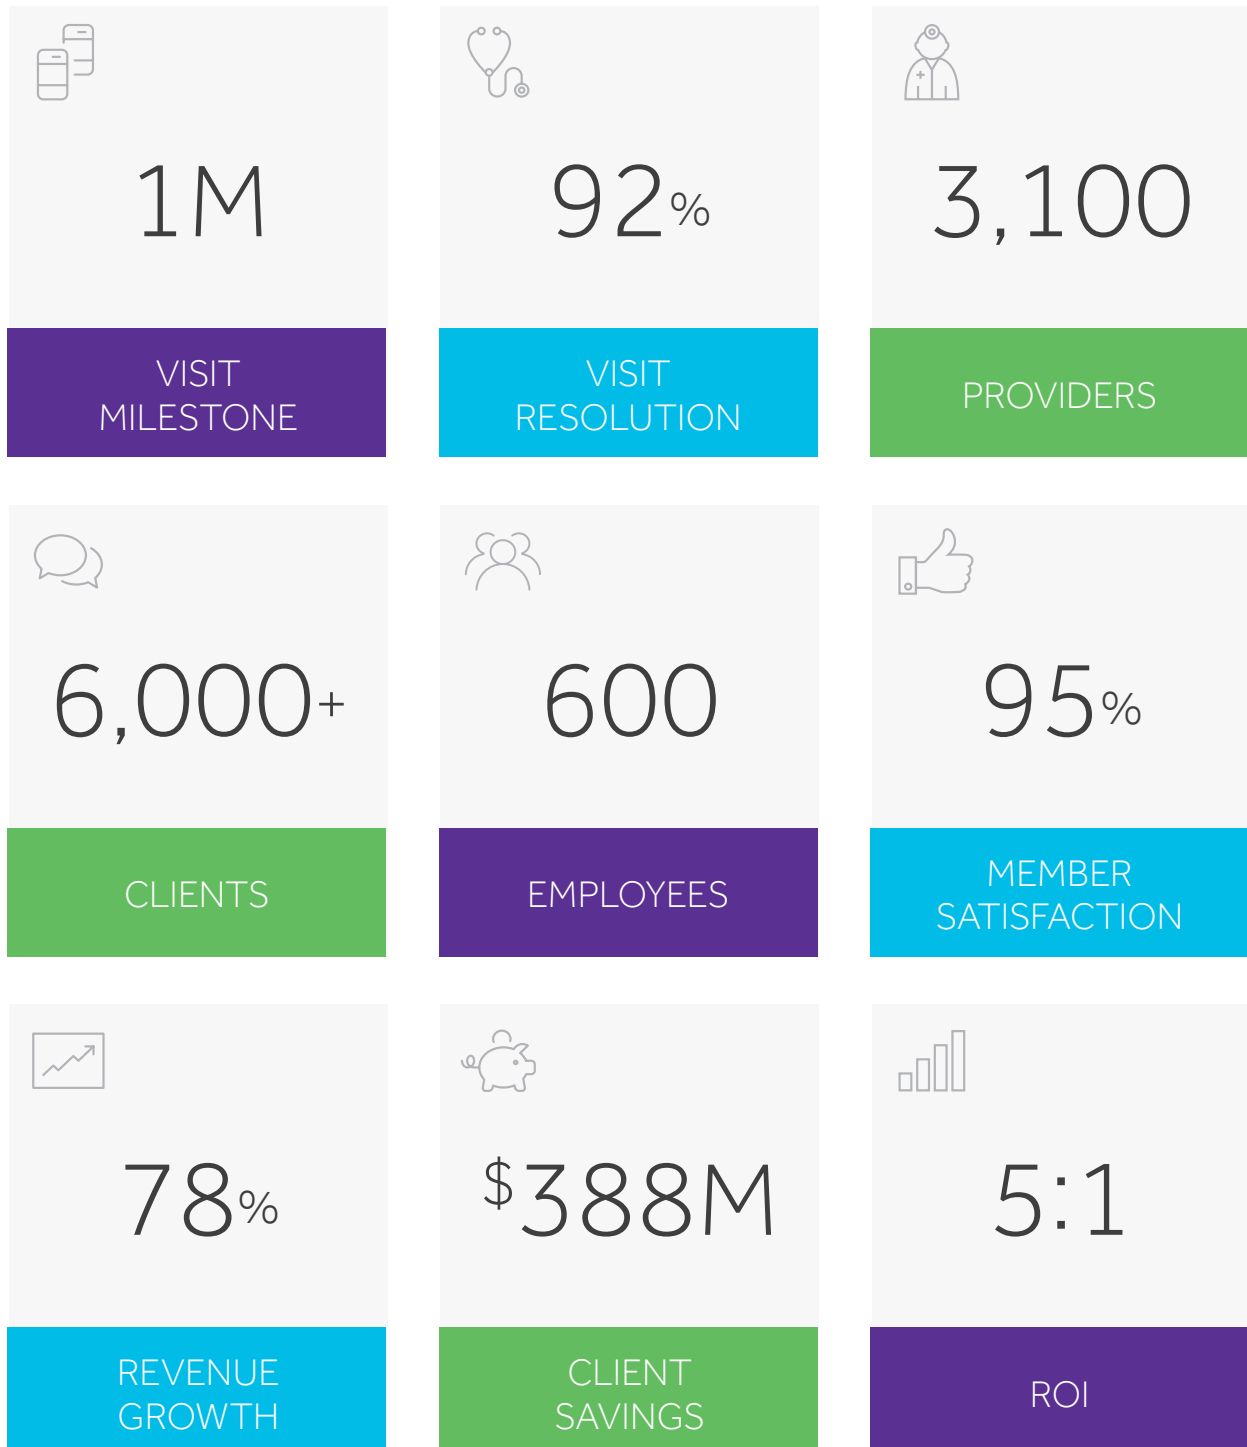 1M
VISIT
MILESTONE
92%
VISIT
RESOLUTION
3,100
PROVIDERS
6,000+
CLIENTS
600
EMPLOYEES
95%
MEMBER
SATISFACTION
78%
REVENUE
GROWTH
$388M
CLIENT
SAVINGS
5:1
ROI